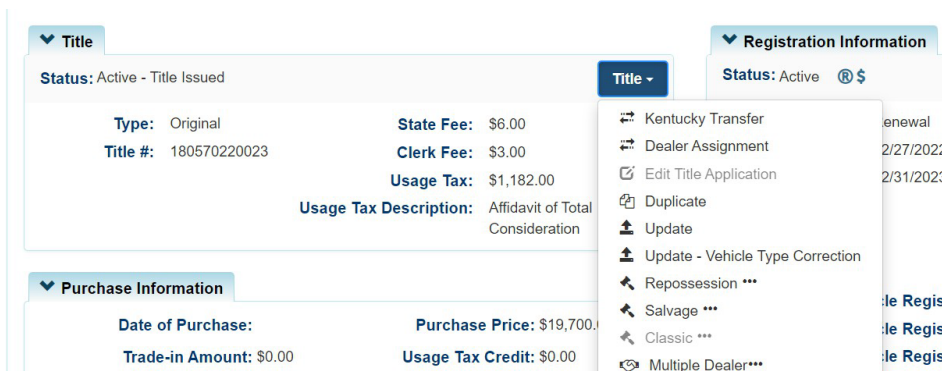 Title
Status: Active - Title Issued
Title
Type: Original
Title #: 180570220023
State Fee: $6.00
Clerk Fee: $3.00
Usage Tax: $1,182.00
Usage Tax Description: Affidavit of Total
Consideration
Kentucky Transfer
Dealer Assignment
Edit Title Application
Duplicate
Update
Update - Vehicle Type Correction
Repossession •••
Salvage •••
Classic •••
Multiple Dealer•••
Registration Information
Status: Active ® $
Purchase Information
Date of Purchase:
Trade-in Amount: $0.00
Purchase Price: $19,700.
Usage Tax Credit: $0.00